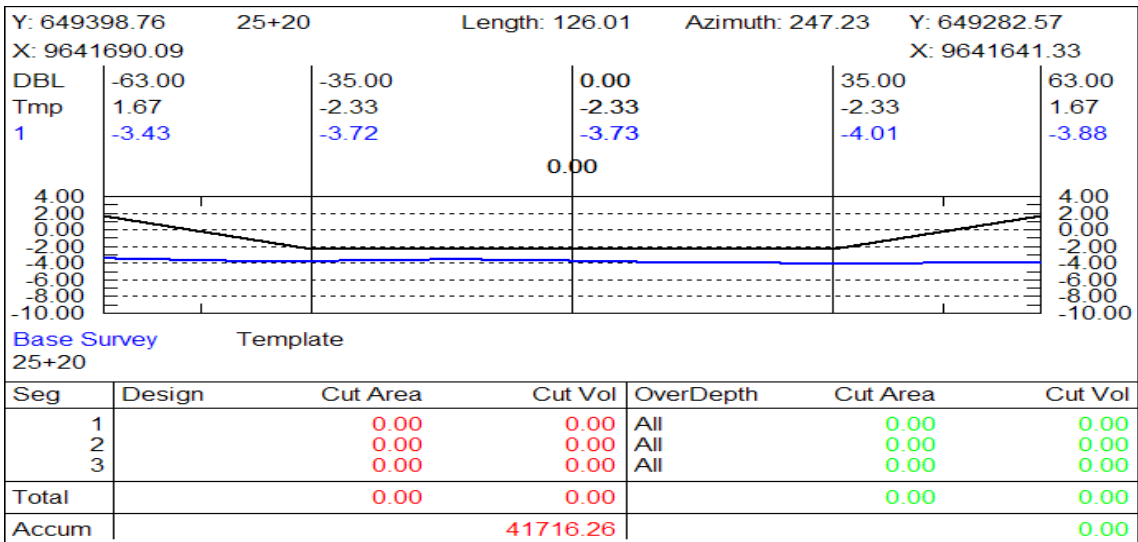 Y: 649398.76 25+20 Length: 126.01 Azimuth: 247.23 Y: 649282.57
X: 9641690.09 X: 9641641.33
DBL -63.00 -35.00 0.00 35.00 63.00
Tmp 1.67 -2.33 -2.33 -2.33 1.67
1 -3.43 -3.72 -3.73 -4.01 -3.88
0.00
4.00 4.00
2.00 2.00
0.00 0.00
-2.00 -2.00
-4.00 -4.00
-6.00 -6.00
-8.00 -8.00
-10.00 -10.00
Base Survey Template
25+20
Seg Design Cut Area Cut Vol OverDepth Cut Area Cut Vol
1 0.00 0.00 All 0.00 0.00
2 0.00 0.00 All 0.00 0.00
3 0.00 0.00 All 0.00 0.00
Total 0.00 0.00 0.00 0.00
Accum 41716.26 0.00